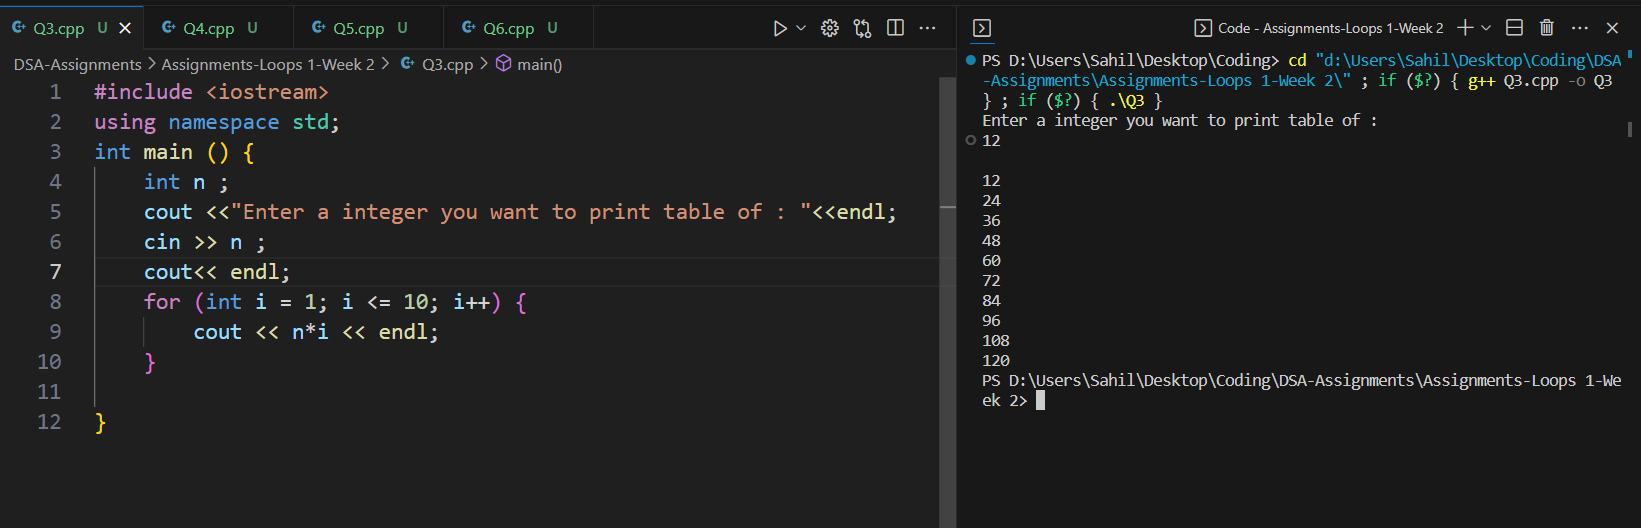 Q3.cpp U Q4.cpp U Q5.cpp U Q6.cpp U
DSA-Assignments > Assignments-Loops 1-Week 2 > Q3.cpp > main()
1 #include <iostream>
2 using namespace std;
3 int main () {
4 int n ;
5 cout <<"Enter a integer you want to print table of : "<<endl;
6 cin >> n ;
7 cout<< endl;
8 for (int i = 1; i <= 10; i++) {
9 cout << n*i << endl;
10 }
11
12 }
Code - Assignments-Loops 1-Week 2
PS D:\Users\Sahil\Desktop\Coding> cd "d:\Users\Sahil\Desktop\Coding\DSA
-Assignments\Assignments-Loops 1-Week 2\" ; if ($?) { g++ Q3.cpp -o Q3
} ; if ($?) { .\Q3 }
Enter a integer you want to print table of :
12
12
24
36
48
60
72
84
96
108
120
PS D:\Users\Sahil\Desktop\Coding\DSA-Assignments\Assignments-Loops 1-We
ek 2>